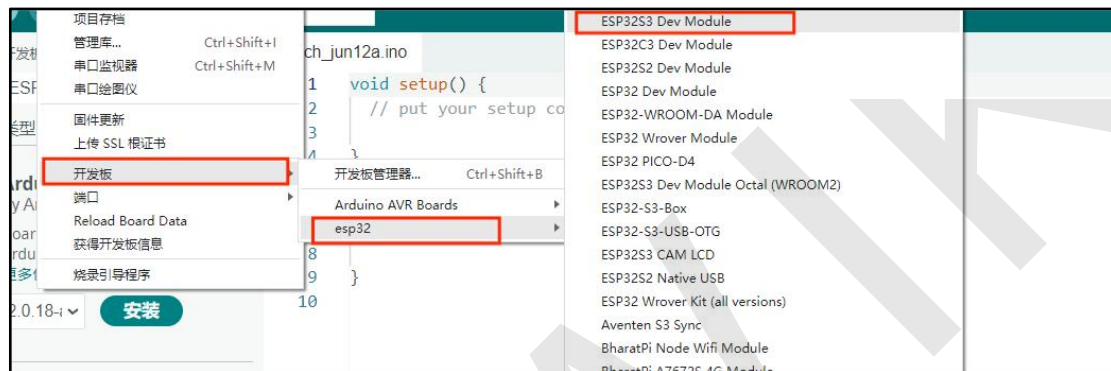 项目存档
管理库... Ctrl+Shift+I
串口监视器 Ctrl+Shift+M
串口绘图仪
固件更新
上传 SSL 根证书
开发板
端口
Reload Board Data
获得开发板信息
烧录引导程序
2.0.18-
安装
ch_jun12a.ino
1 void setup() {
2 // put your setup co
3
4 }
8
9 }
10
开发板管理器... Ctrl+Shift+B
Arduino AVR Boards
esp32
ESP32S3 Dev Module
ESP32C3 Dev Module
ESP32S2 Dev Module
ESP32 Dev Module
ESP32-WROOM-DA Module
ESP32 Wrover Module
ESP32 PICO-D4
ESP32S3 Dev Module Octal (WROOM2)
ESP32-S3-Box
ESP32-S3-USB-OTG
ESP32S3 CAM LCD
ESP32S2 Native USB
ESP32 Wrover Kit (all versions)
Aventen S3 Sync
BharatPi Node Wifi Module
BharatPi A7672S 4G Module